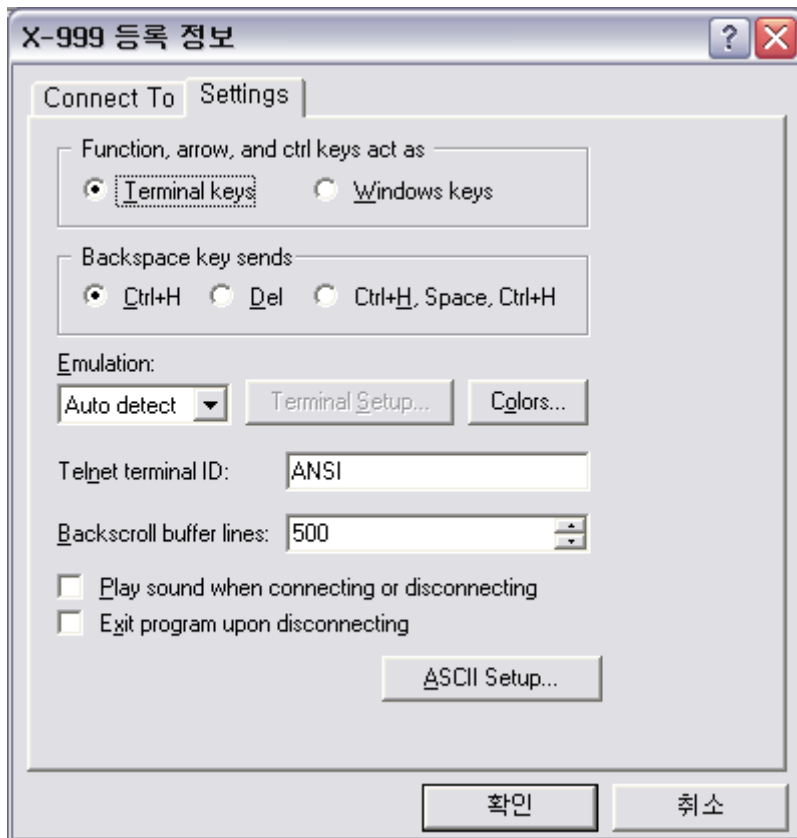 X-999 등록 정보
Connect To Settings
Function, arrow, and ctrl keys act as
Terminal keys Windows keys
Backspace key sends
Ctrl+H Del Ctrl+H, Space, Ctrl+H
Emulation:
Auto detect Terminal Setup... Colors...
Telnet terminal ID: ANSI
Backscroll buffer lines: 500
Play sound when connecting or disconnecting
Exit program upon disconnecting
ASCII Setup...
확인 취소